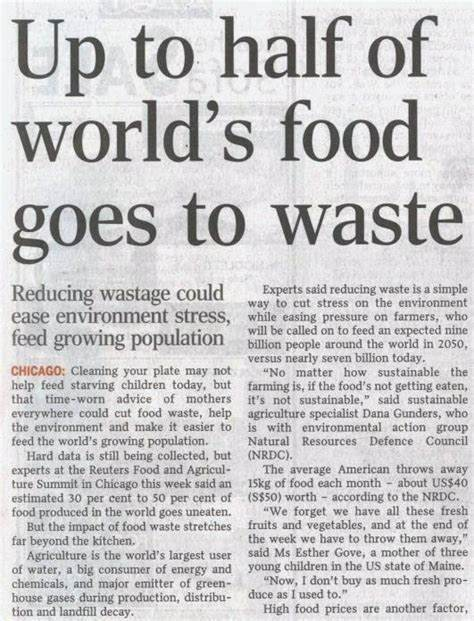 Up to half of
world's food
goes to waste
Reducing wastage could
ease environment stress,
feed growing population
CHICAGO: Cleaning your plate may not
help feed starving children today, but
that time-worn advice of mothers
everywhere could cut food waste, help
the environment and make it easier to
feed the world's growing population.
Hard data is still being collected, but
experts at the Reuters Food and Agricul-
ture Summit in Chicago this week said an
estimated 30 per cent to 50 per cent of
food produced in the world goes uneaten.
But the impact of food waste stretches
far beyond the kitchen.
Agriculture is the world's largest user
of water, a big consumer of energy and
chemicals, and major emitter of green-
house gases during production, distribu-
tion and landfill decay.
Experts said reducing waste is a simple
way to cut stress on the environment
while easing pressure on farmers, who
will be called on to feed an expected nine
billion people around the world in 2050,
versus nearly seven billion today.
"No matter how sustainable the
farming is, if the food's not getting eaten,
it's not sustainable," said sustainable
agriculture specialist Dana Gunders, who
is with environmental action group
Natural Resources Defence Council
(NRDC).
The average American throws away
15kg of food each month – about US$40
(S$50) worth – according to the NRDC.
"We forget we have all these fresh
fruits and vegetables, and at the end of
the week we have to throw them away,"
said Ms Esther Gove, a mother of three
young children in the US state of Maine.
"Now, I don't buy as much fresh pro-
duce as I used to."
High food prices are another factor,